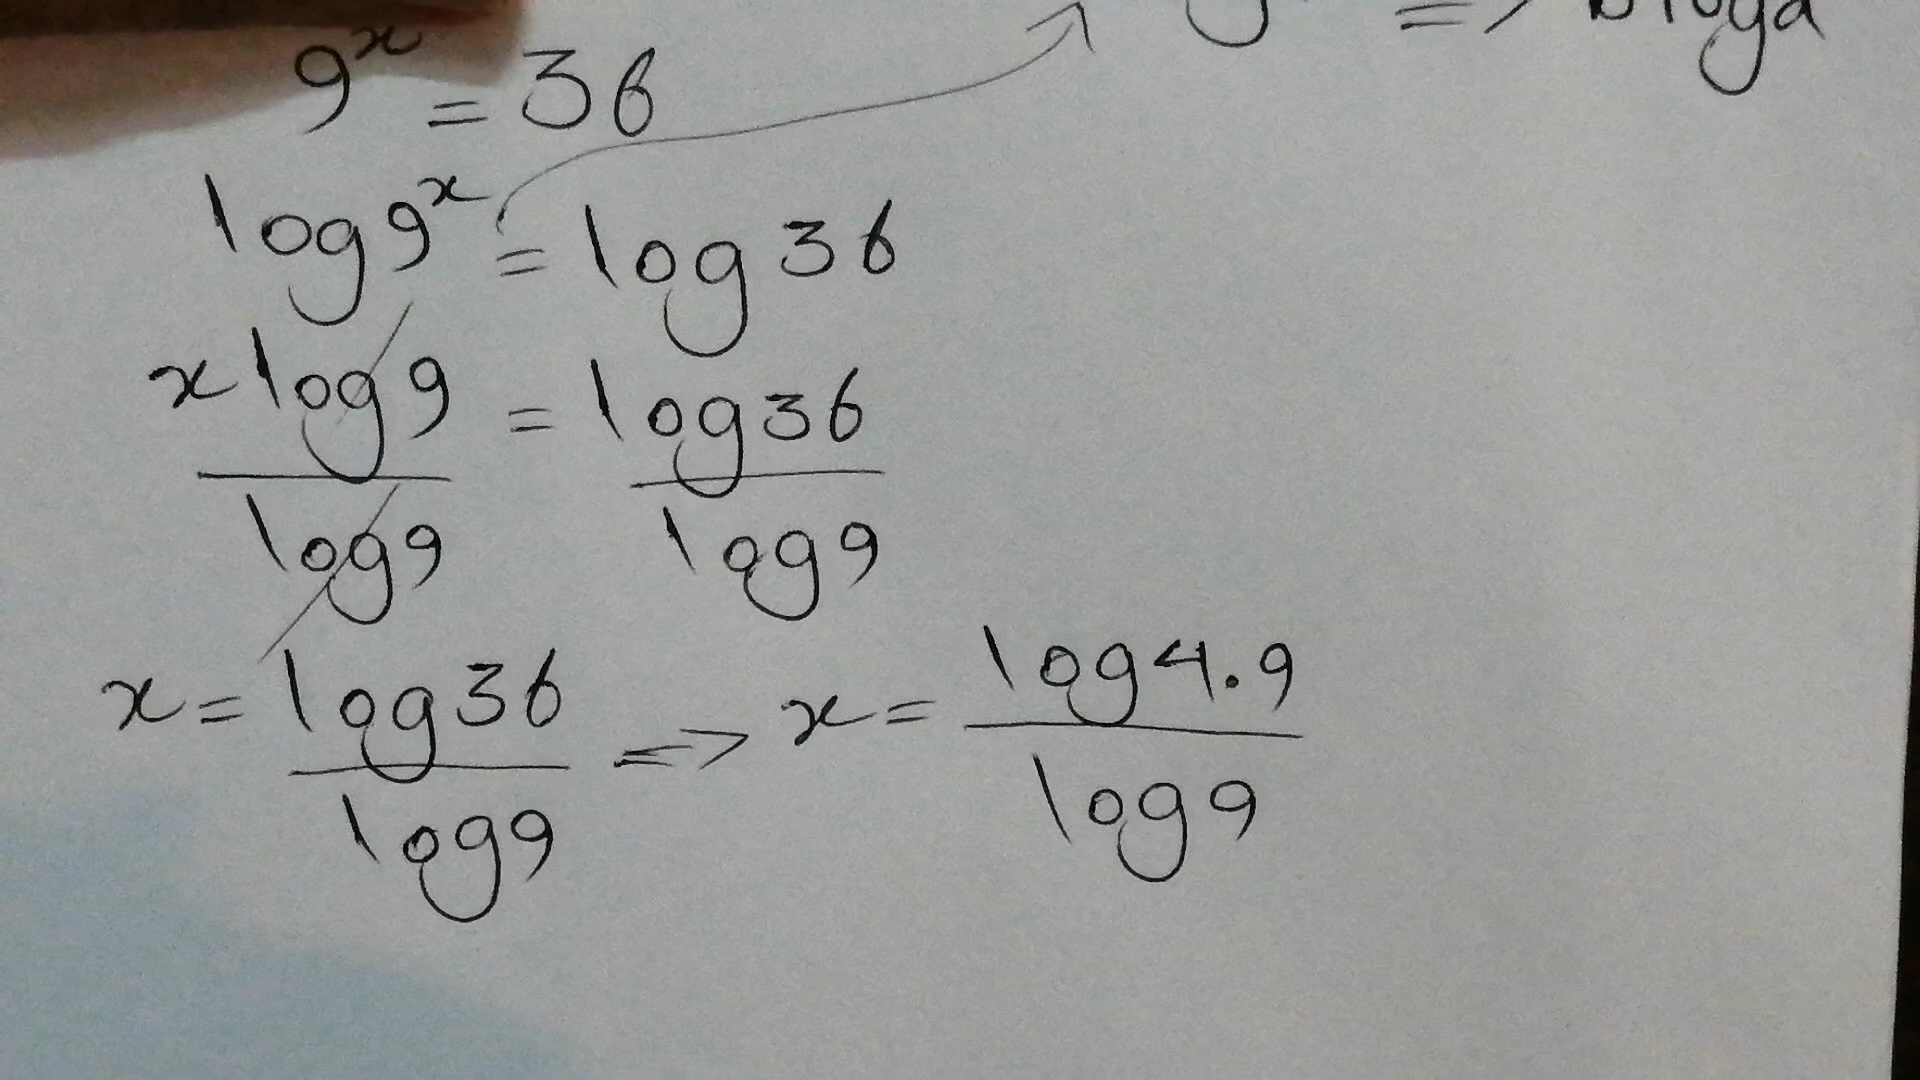 => b log a
9^x = 36
log 9^x = log 36
x log 9 / log 9 = log 36 / log 9
x = log 36 / log 9 => x = log 4.9 / log 9